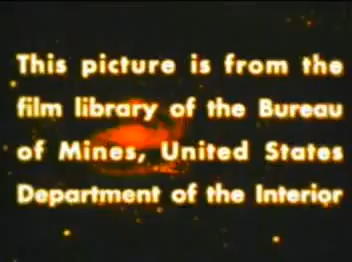 This picture is from the
film library of the Bureau
of Mines, United States
Department of the Interior